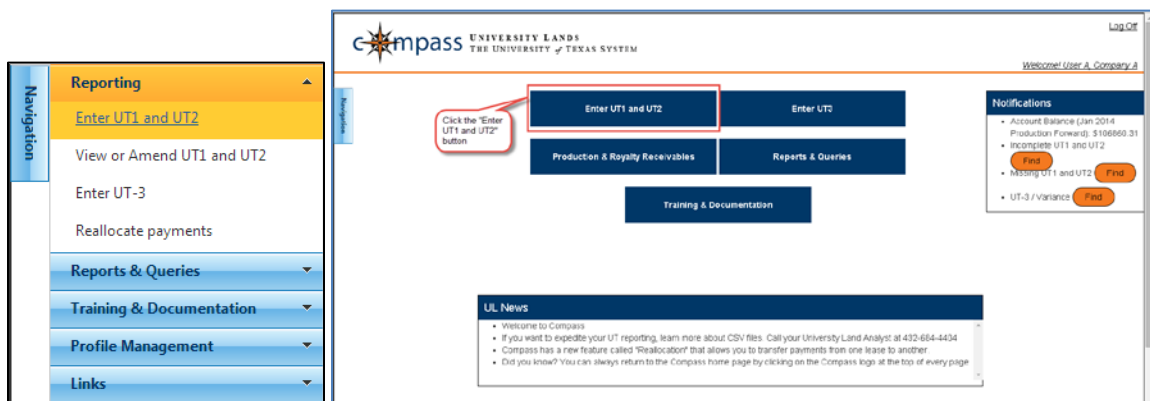 Navigation
Reporting
Enter UT1 and UT2
View or Amend UT1 and UT2
Enter UT-3
Reallocate payments
Reports & Queries
Training & Documentation
Profile Management
Links
compass UNIVERSITY LANDS
THE UNIVERSITY of TEXAS SYSTEM
Log Off
Welcome! User A, Company A
Navigation
Click the "Enter
UT1 and UT2"
button
Enter UT1 and UT2
Enter UT3
Production & Royalty Receivables
Reports & Queries
Training & Documentation
Notifications
• Account Balance (Jan 2014
Production Forward): $106860.31
• Incomplete UT1 and UT2
Find
• Missing UT1 and UT2 Find
• UT-3 / Variance Find
UL News
• Welcome to Compass
• If you want to expedite your UT reporting, learn more about CSV files. Call your University Land Analyst at 432-684-4404
• Compass has a new feature called "Reallocation" that allows you to transfer payments from one lease to another.
• Did you know? You can always return to the Compass home page by clicking on the Compass logo at the top of every page